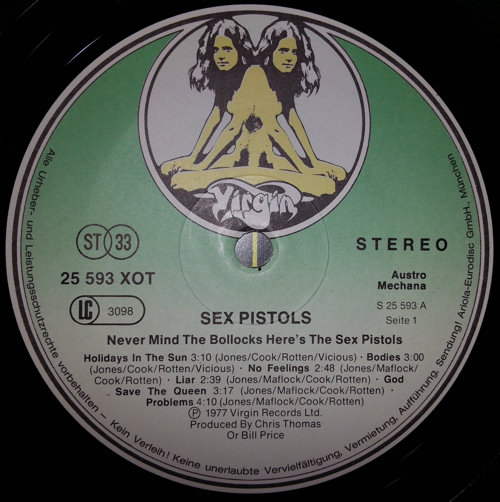 Virgin
ST 33
STEREO
25 593 XOT
Austro
Mechana
LC 3098
S 25 593 A
Seite 1
SEX PISTOLS
Never Mind The Bollocks Here's The Sex Pistols
Holidays In The Sun 3:10 (Jones/Cook/Rotten/Vicious) · Bodies 3:00
(Jones/Cook/Rotten/Vicious) · No Feelings 2:48 (Jones/Maflock/
Cook/Rotten) · Liar 2:39 (Jones/Maflock/Cook/Rotten) · God
Save The Queen 3:17 (Jones/Maflock/Cook/Rotten) ·
Problems 4:10 (Jones/Maflock/Cook/Rotten)
Ⓟ 1977 Virgin Records Ltd.
Produced By Chris Thomas
Or Bill Price
Alle Urheber- und Leistungsschutzrechte vorbehalten – Kein Verleih! Keine unerlaubte Vervielfältigung, Vermietung, Aufführung, Sendung! Ariola-Eurodisc GmbH., München